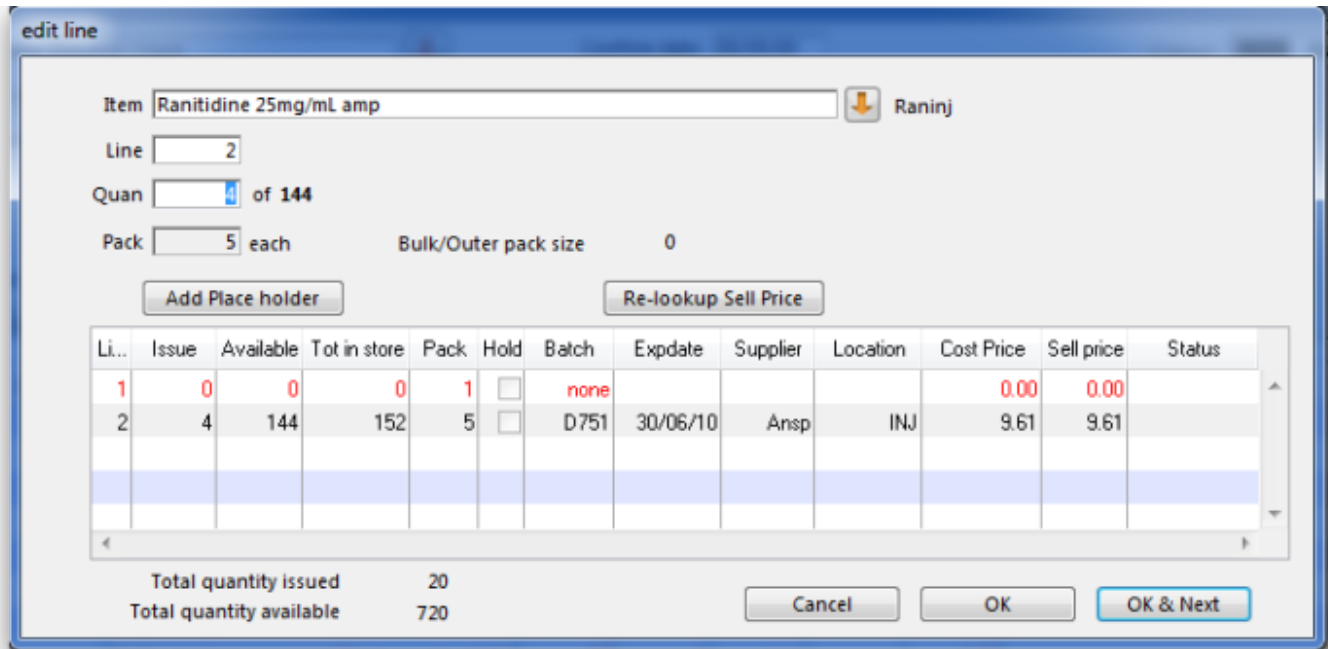 edit line
Item Ranitidine 25mg/mL amp Raninj
Line 2
Quan 4 of 144
Pack 5 each Bulk/Outer pack size 0
Add Place holder Re-lookup Sell Price
Li... Issue Available Tot in store Pack Hold Batch Expdate Supplier Location Cost Price Sell price Status
1 0 0 0 1 none 0.00 0.00
2 4 144 152 5 D751 30/06/10 Ansp INJ 9.61 9.61
Total quantity issued 20
Total quantity available 720
Cancel OK OK & Next